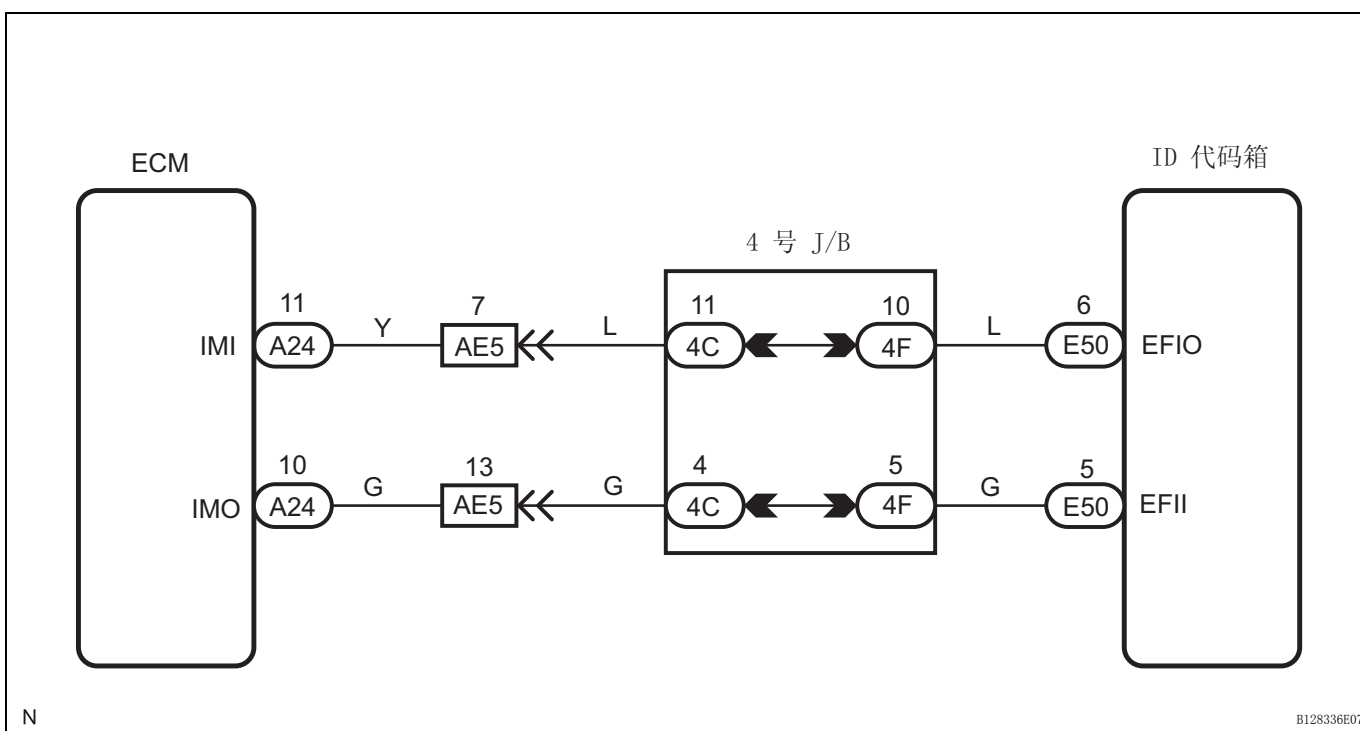 ECM
ID 代码箱
4 号 J/B
11 7 11 10 6
IMI A24 Y AE5 L 4C 4F L E50 EFIO
10 13 4 5 5
IMO A24 G AE5 G 4C 4F G E50 EFII
N
B128336E07